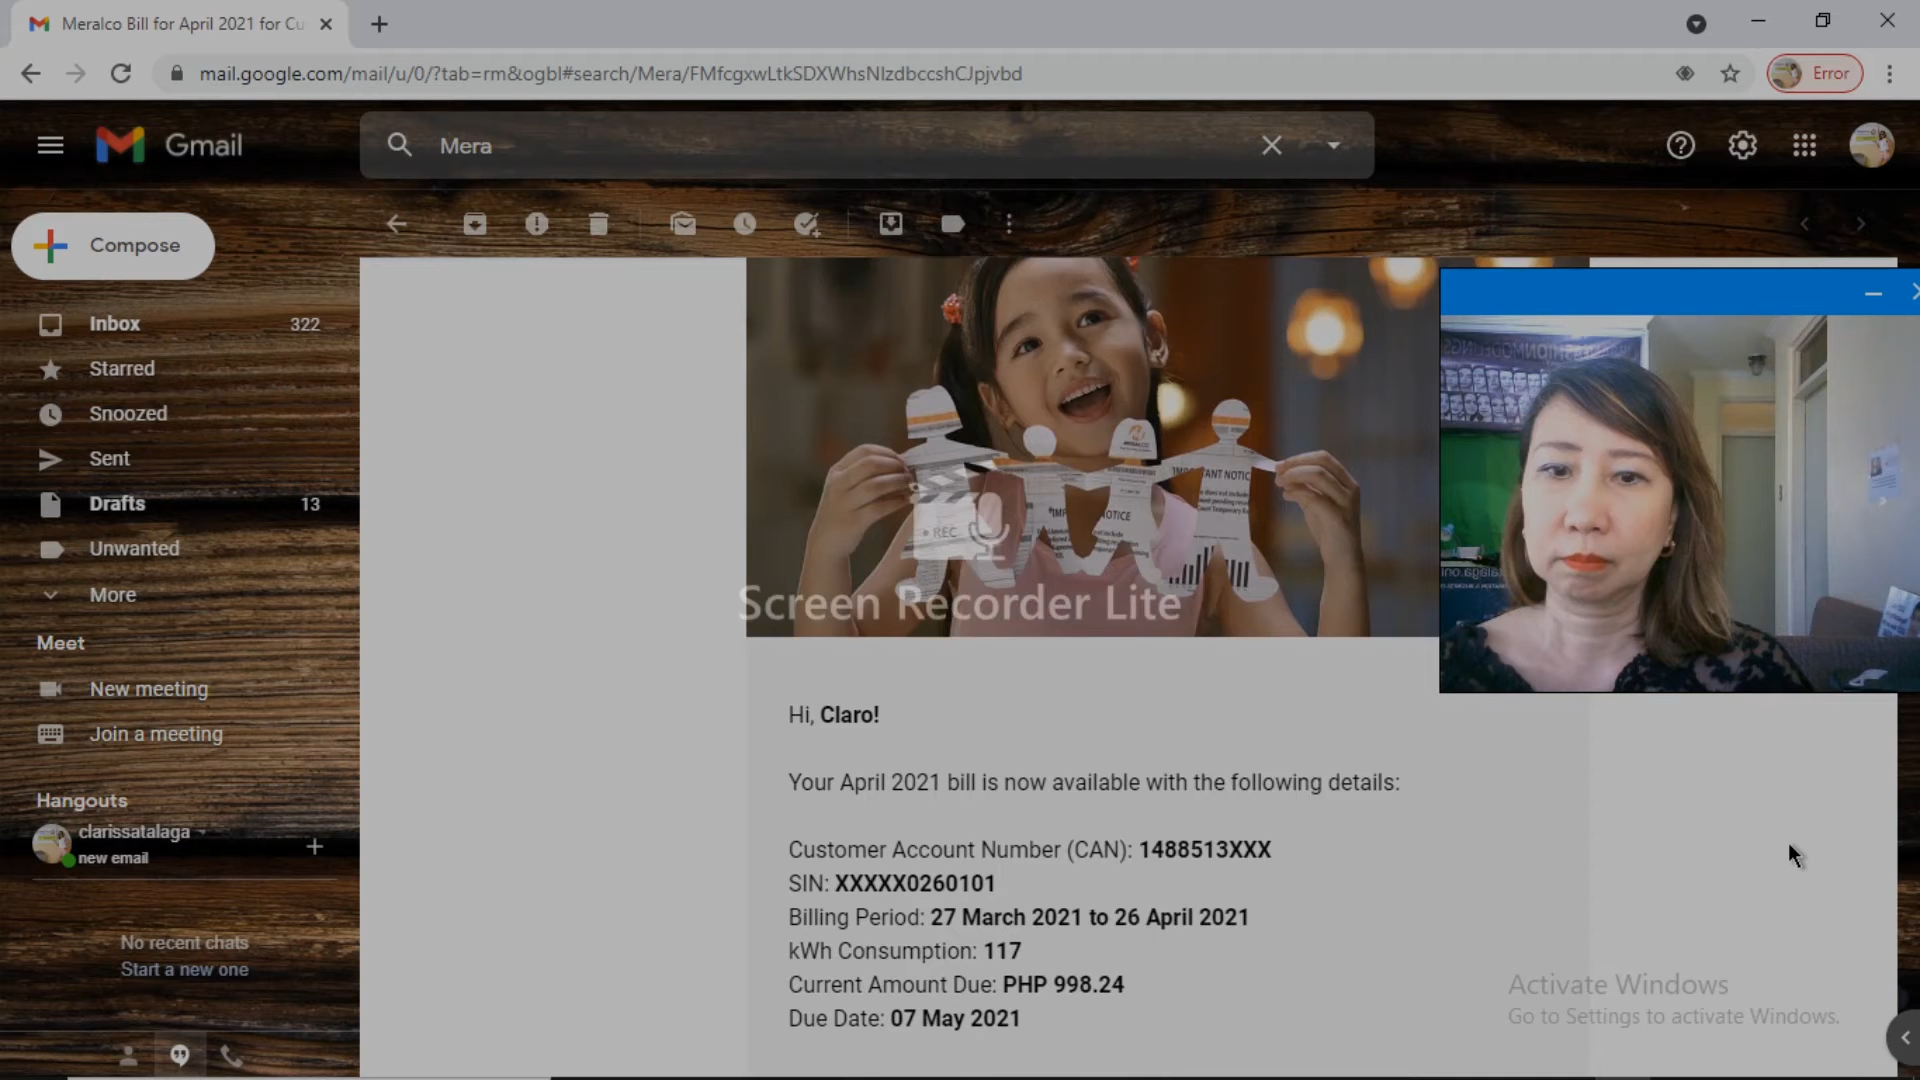 Meralco Bill for April 2021 for Cu
mail.google.com/mail/u/0/?tab=rm&ogbl#search/Mera/FMfcgxwLtkSDXWhsNlzdbccshCJpjvbd
Error
Gmail
Mera
Compose
Inbox 322
Starred
Snoozed
Sent
Drafts 13
Unwanted
More
Meet
New meeting
Join a meeting
Hangouts
clarissatalaga
new email
No recent chats
Start a new one
REC
NOTICE
Screen Recorder Lite
Hi, Claro!
Your April 2021 bill is now available with the following details:
Customer Account Number (CAN): 1488513XXX
SIN: XXXXX0260101
Billing Period: 27 March 2021 to 26 April 2021
kWh Consumption: 117
Current Amount Due: PHP 998.24
Due Date: 07 May 2021
Activate Windows
Go to Settings to activate Windows.